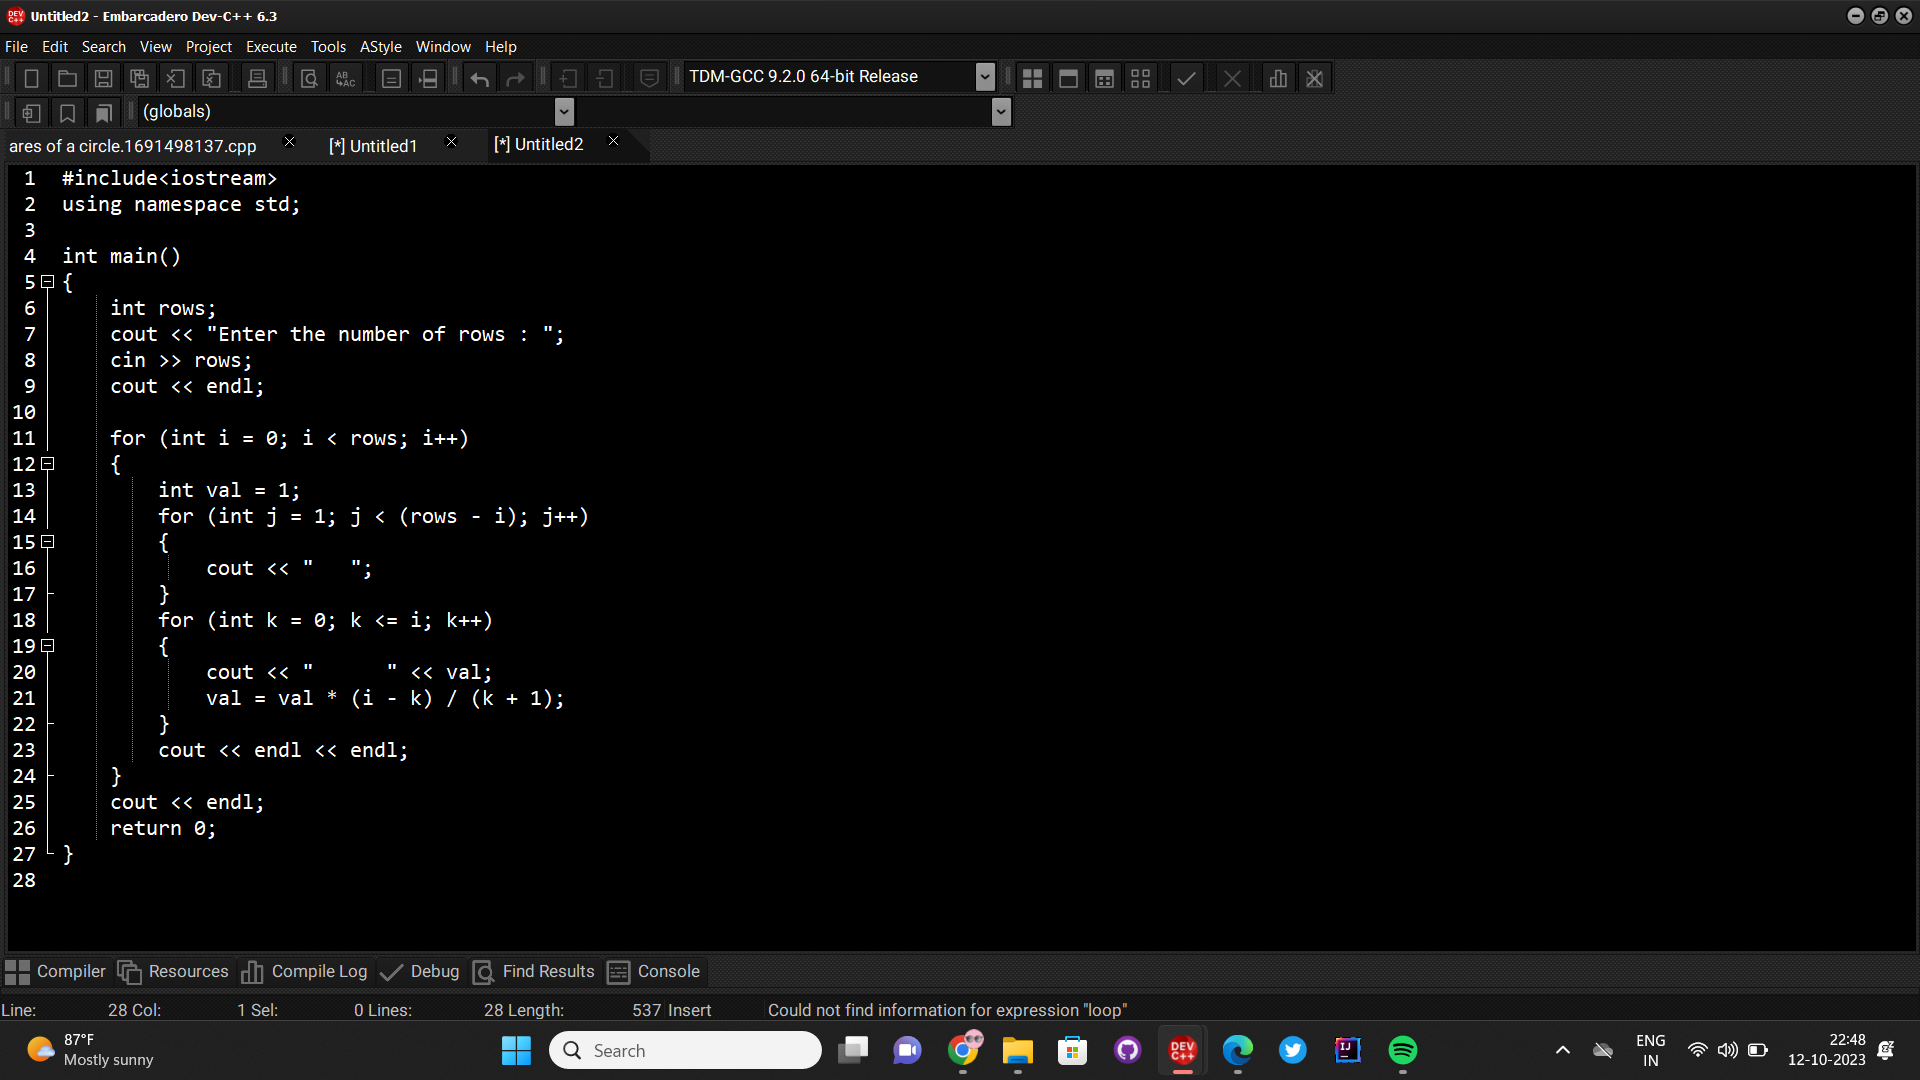 Untitled2 - Embarcadero Dev-C++ 6.3
File Edit Search View Project Execute Tools AStyle Window Help
TDM-GCC 9.2.0 64-bit Release
(globals)
ares of a circle.1691498137.cpp [*] Untitled1 [*] Untitled2
1 #include<iostream>
2 using namespace std;
3
4 int main()
5 {
6     int rows;
7     cout << "Enter the number of rows : ";
8     cin >> rows;
9     cout << endl;
10
11     for (int i = 0; i < rows; i++)
12     {
13         int val = 1;
14         for (int j = 1; j < (rows - i); j++)
15         {
16             cout << "   ";
17         }
18         for (int k = 0; k <= i; k++)
19         {
20             cout << "      " << val;
21             val = val * (i - k) / (k + 1);
22         }
23         cout << endl << endl;
24     }
25     cout << endl;
26     return 0;
27 }
28
Compiler Resources Compile Log Debug Find Results Console
Line: 28 Col: 1 Sel: 0 Lines: 28 Length: 537 Insert Could not find information for expression "loop"
87°F
Mostly sunny
Search
DEV C++
IJ
ENG
IN
22:48
12-10-2023